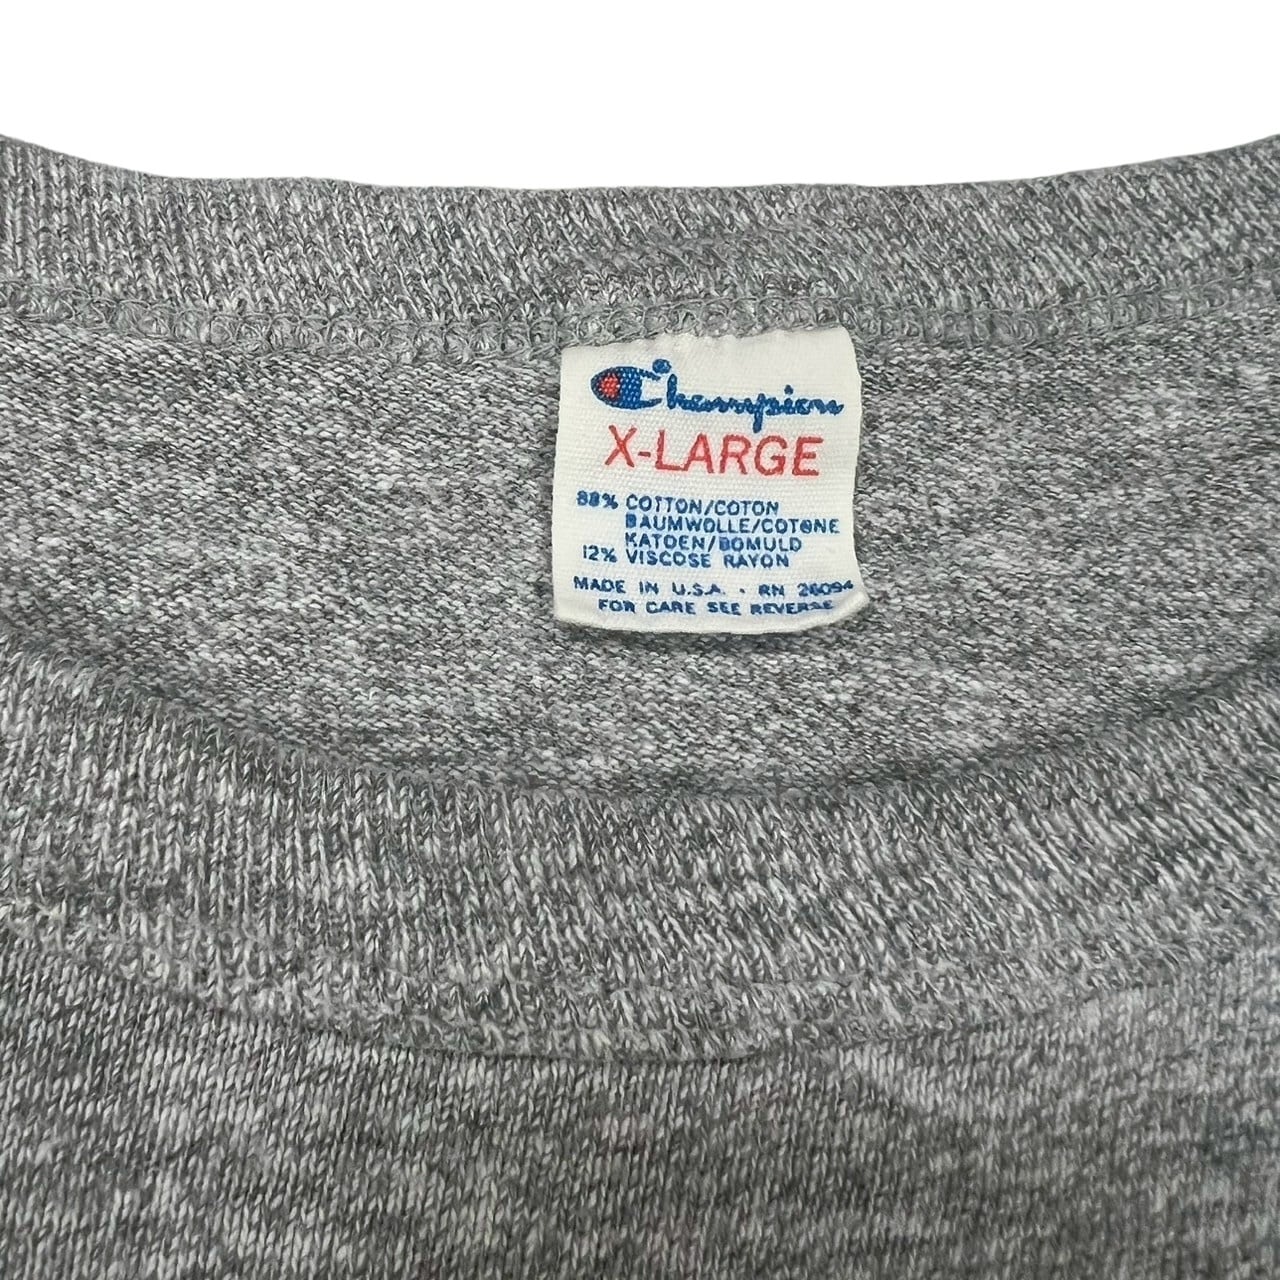 Champion
X-LARGE
88% COTTON/COTON
BAUMWOLLE/COTONE
KATOEN/BOMULD
12% VISCOSE RAYON
MADE IN U.S.A. · RN 26094
FOR CARE SEE REVERSE